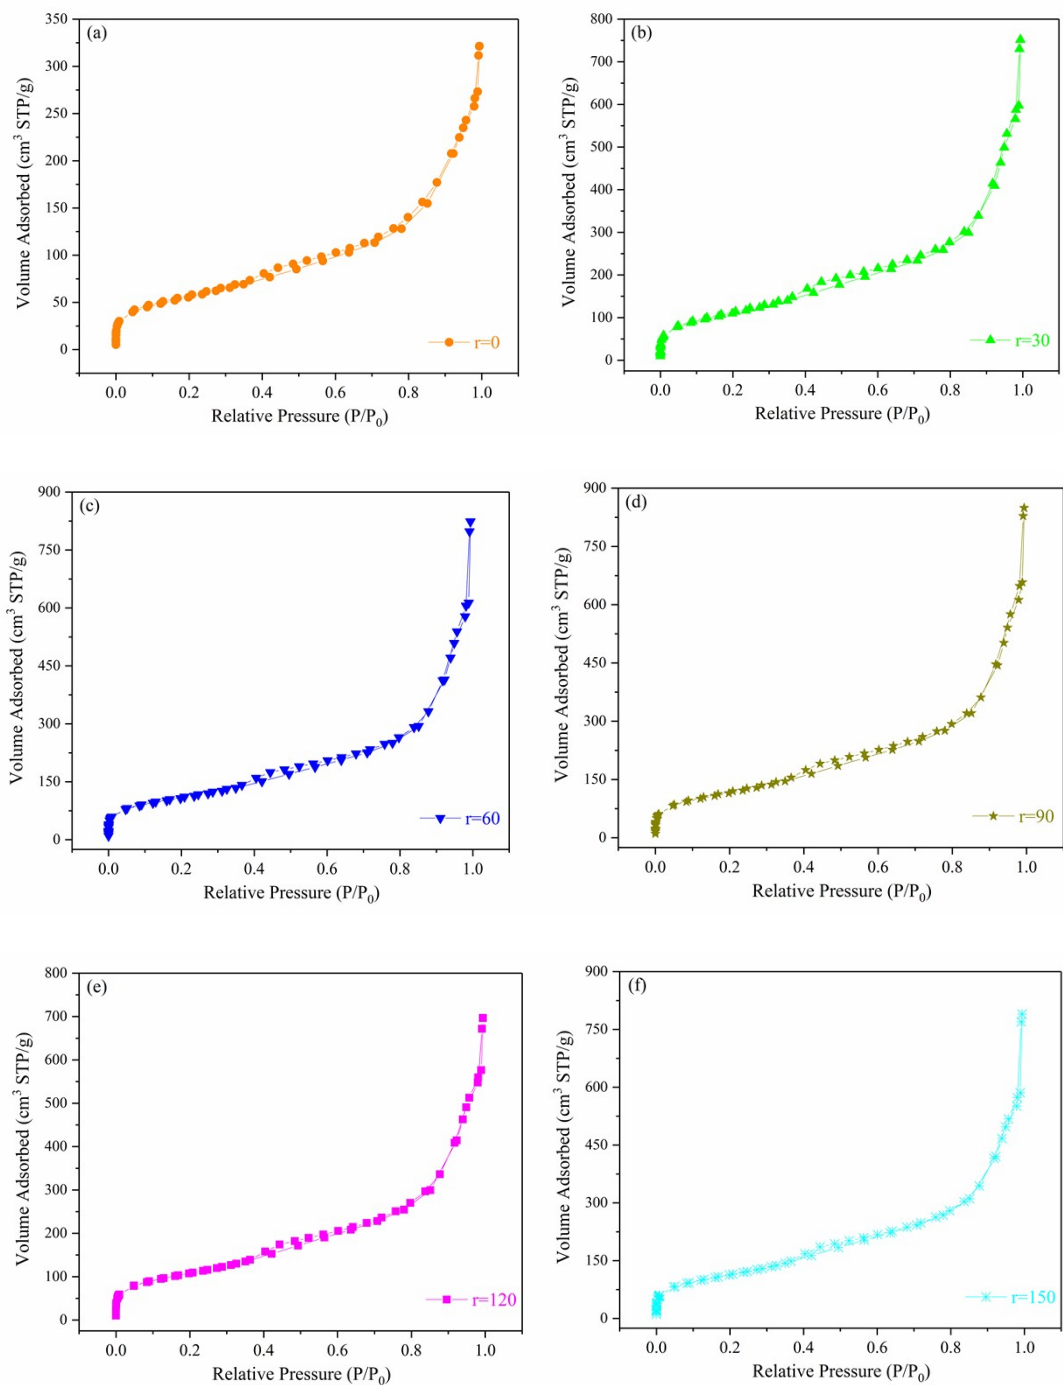 (a)
350
300
250
200
150
100
50
0
Volume Adsorbed (cm³ STP/g)
0.0 0.2 0.4 0.6 0.8 1.0
Relative Pressure (P/P₀)
r=0
(b)
800
700
600
500
400
300
200
100
0
Volume Adsorbed (cm³ STP/g)
0.0 0.2 0.4 0.6 0.8 1.0
Relative Pressure (P/P₀)
r=30
(c)
900
750
600
450
300
150
0
Volume Adsorbed (cm³ STP/g)
0.0 0.2 0.4 0.6 0.8 1.0
Relative Pressure (P/P₀)
r=60
(d)
900
750
600
450
300
150
0
Volume Adsorbed (cm³ STP/g)
0.0 0.2 0.4 0.6 0.8 1.0
Relative Pressure (P/P₀)
r=90
(e)
800
700
600
500
400
300
200
100
0
Volume Adsorbed (cm³ STP/g)
0.0 0.2 0.4 0.6 0.8 1.0
Relative Pressure (P/P₀)
r=120
(f)
900
750
600
450
300
150
0
Volume Adsorbed (cm³ STP/g)
0.0 0.2 0.4 0.6 0.8 1.0
Relative Pressure (P/P₀)
r=150